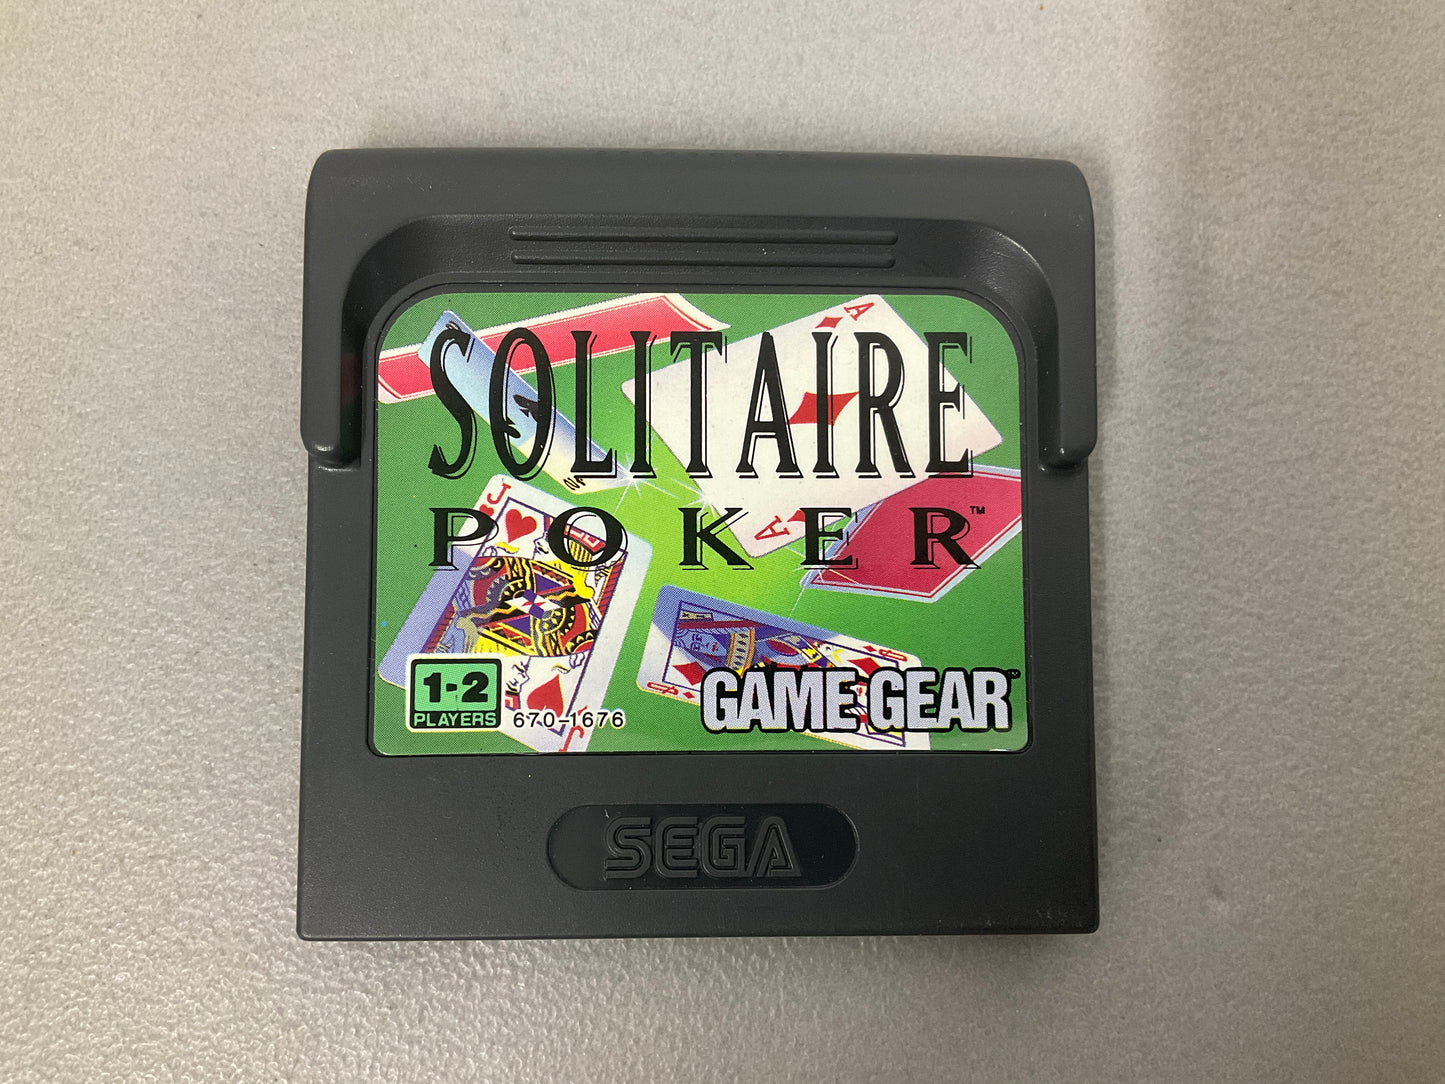 SOLITAIRE
POKER™
A
A
J
Q
1-2
PLAYERS
670-1676
GAME GEAR™
SEGA